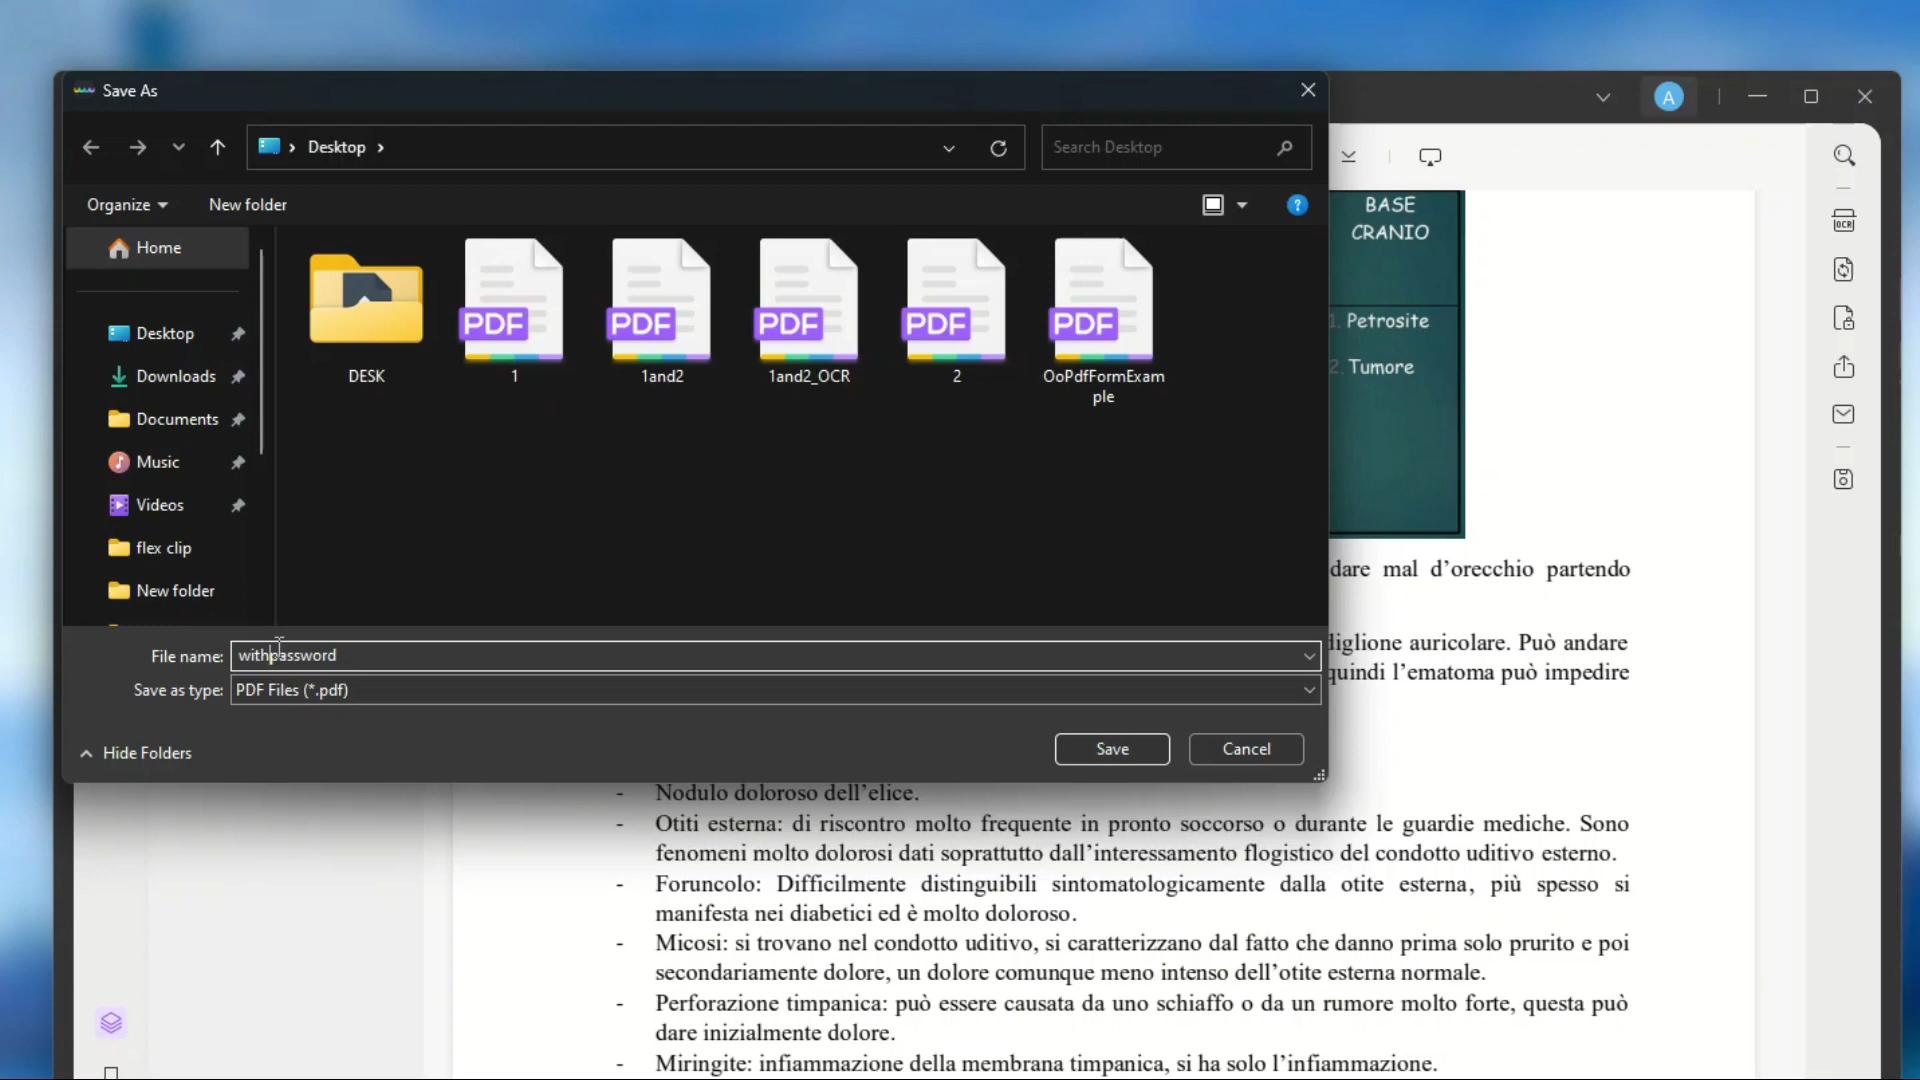 Save As
A
Desktop
Search Desktop
Organize
New folder
?
Home
Desktop
Downloads
Documents
Music
Videos
flex clip
New folder
DESK
PDF
1
PDF
1and2
PDF
1and2_OCR
PDF
2
PDF
OoPdfFormExam
ple
File name: withpassword
Save as type: PDF Files (*.pdf)
Hide Folders
Save
Cancel
OCR
BASE
CRANIO
1. Petrosite
2. Tumore
dare mal d’orecchio partendo
diglione auricolare. Può andare
quindi l’ematoma può impedire
- Nodulo doloroso dell’elice.
- Otiti esterna: di riscontro molto frequente in pronto soccorso o durante le guardie mediche. Sono
fenomeni molto dolorosi dati soprattutto dall’interessamento flogistico del condotto uditivo esterno.
- Foruncolo: Difficilmente distinguibili sintomatologicamente dalla otite esterna, più spesso si
manifesta nei diabetici ed è molto doloroso.
- Micosi: si trovano nel condotto uditivo, si caratterizzano dal fatto che danno prima solo prurito e poi
secondariamente dolore, un dolore comunque meno intenso dell’otite esterna normale.
- Perforazione timpanica: può essere causata da uno schiaffo o da un rumore molto forte, questa può
dare inizialmente dolore.
- Miringite: infiammazione della membrana timpanica, si ha solo l’infiammazione.